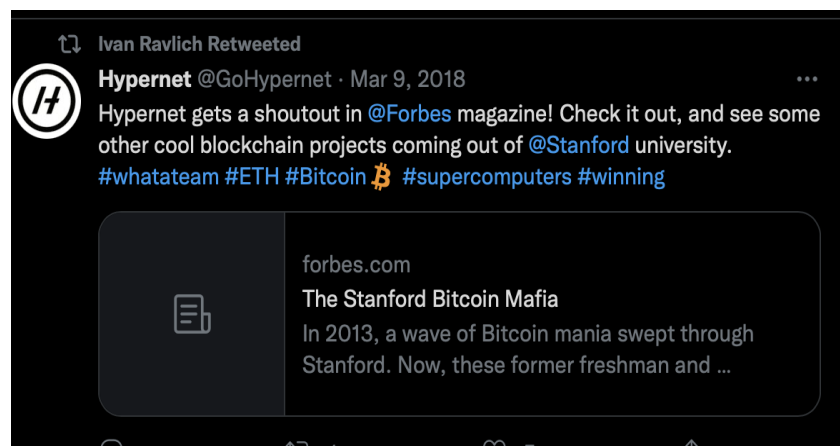 Ivan Ravlich Retweeted
Hypernet @GoHypernet · Mar 9, 2018
Hypernet gets a shoutout in @Forbes magazine! Check it out, and see some
other cool blockchain projects coming out of @Stanford university.
#whatateam #ETH #Bitcoin #supercomputers #winning
forbes.com
The Stanford Bitcoin Mafia
In 2013, a wave of Bitcoin mania swept through
Stanford. Now, these former freshman and ...